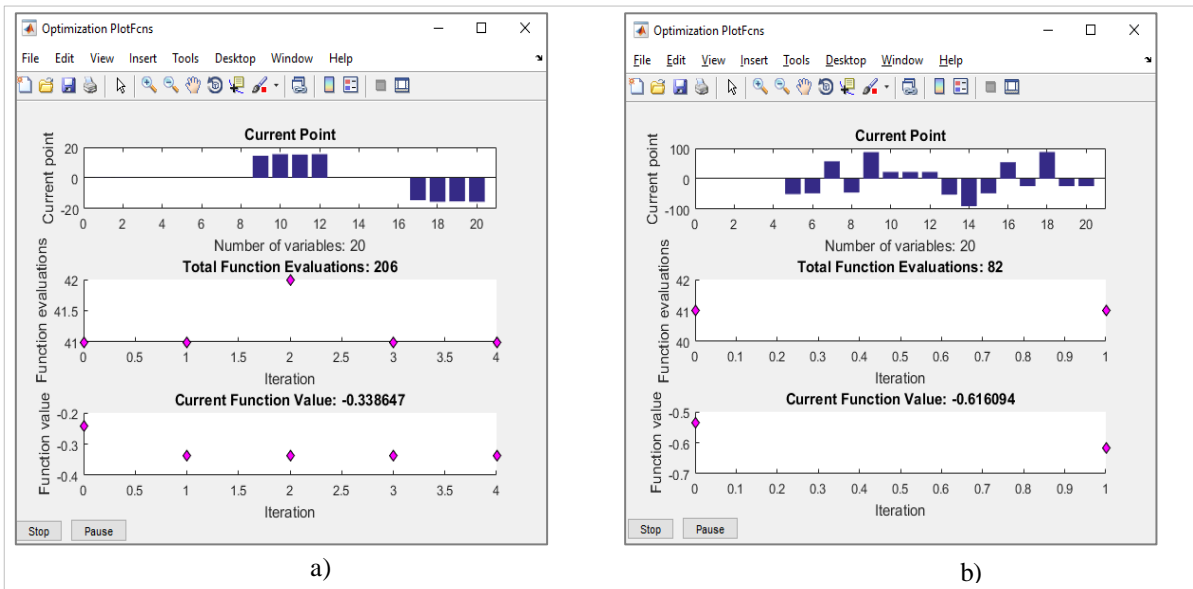 Optimization PlotFcns
File Edit View Insert Tools Desktop Window Help
Current Point
Current point
20
0
-20
0 2 4 6 8 10 12 14 16 18 20
Number of variables: 20
Total Function Evaluations: 206
Function evaluations
42
41.5
41
0 0.5 1 1.5 2 2.5 3 3.5 4
Iteration
Current Function Value: -0.338647
Function value
-0.2
-0.3
-0.4
0 0.5 1 1.5 2 2.5 3 3.5 4
Iteration
Stop Pause
a)
Optimization PlotFcns
File Edit View Insert Tools Desktop Window Help
Current Point
Current point
100
0
-100
0 2 4 6 8 10 12 14 16 18 20
Number of variables: 20
Total Function Evaluations: 82
Function evaluations
42
41
40
0 0.1 0.2 0.3 0.4 0.5 0.6 0.7 0.8 0.9 1
Iteration
Current Function Value: -0.616094
Function value
-0.5
-0.6
-0.7
0 0.1 0.2 0.3 0.4 0.5 0.6 0.7 0.8 0.9 1
Iteration
Stop Pause
b)